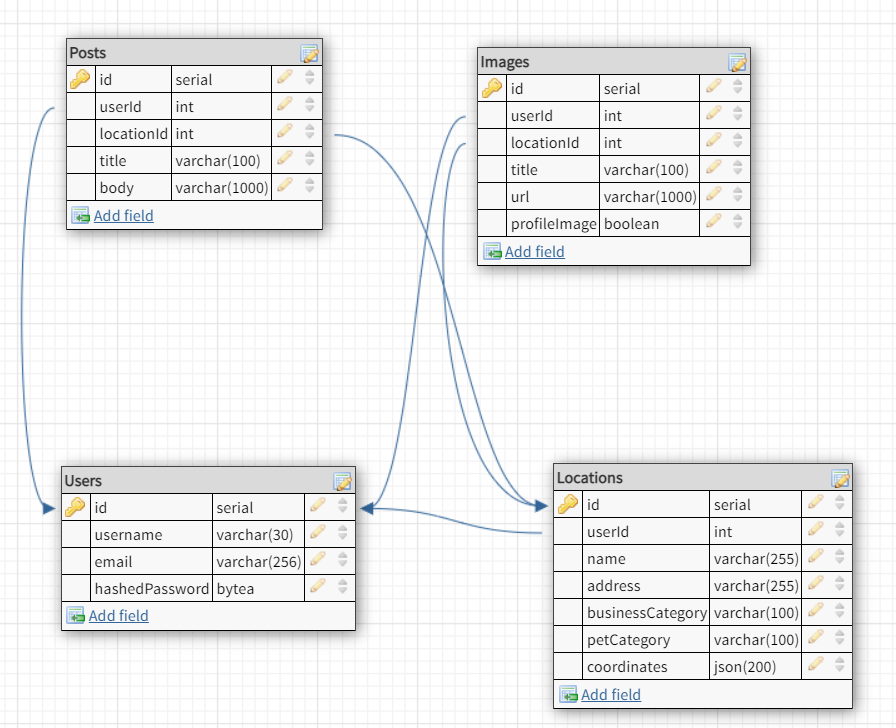 Posts
id serial
userId int
locationId int
title varchar(100)
body varchar(1000)
Add field
Images
id serial
userId int
locationId int
title varchar(100)
url varchar(1000)
profileImage boolean
Add field
Users
id serial
username varchar(30)
email varchar(256)
hashedPassword bytea
Add field
Locations
id serial
userId int
name varchar(255)
address varchar(255)
businessCategory varchar(100)
petCategory varchar(100)
coordinates json(200)
Add field